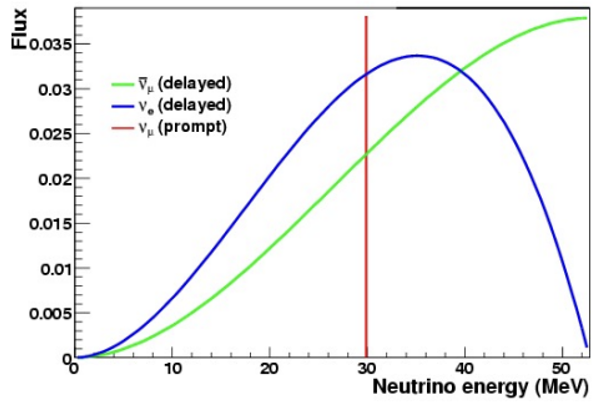 Flux
0.035
0.03
0.025
0.02
0.015
0.01
0.005
0
ν̅μ (delayed)
νe (delayed)
νμ (prompt)
0 10 20 30 40 50
Neutrino energy (MeV)